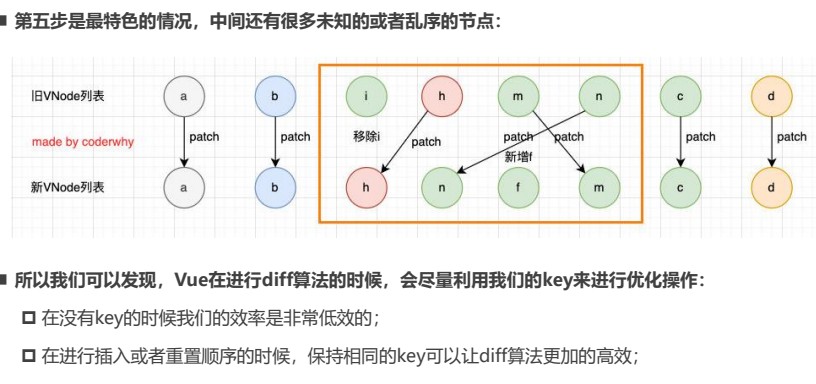 第五步是最特色的情况，中间还有很多未知的或者乱序的节点：
旧VNode列表 a b i h m n c d
made by coderwhy patch patch 移除i patch patch patch patch patch
新增f
新VNode列表 a b h n f m c d
所以我们可以发现，Vue在进行diff算法的时候，会尽量利用我们的key来进行优化操作：
在没有key的时候我们的效率是非常低效的；
在进行插入或者重置顺序的时候，保持相同的key可以让diff算法更加的高效；